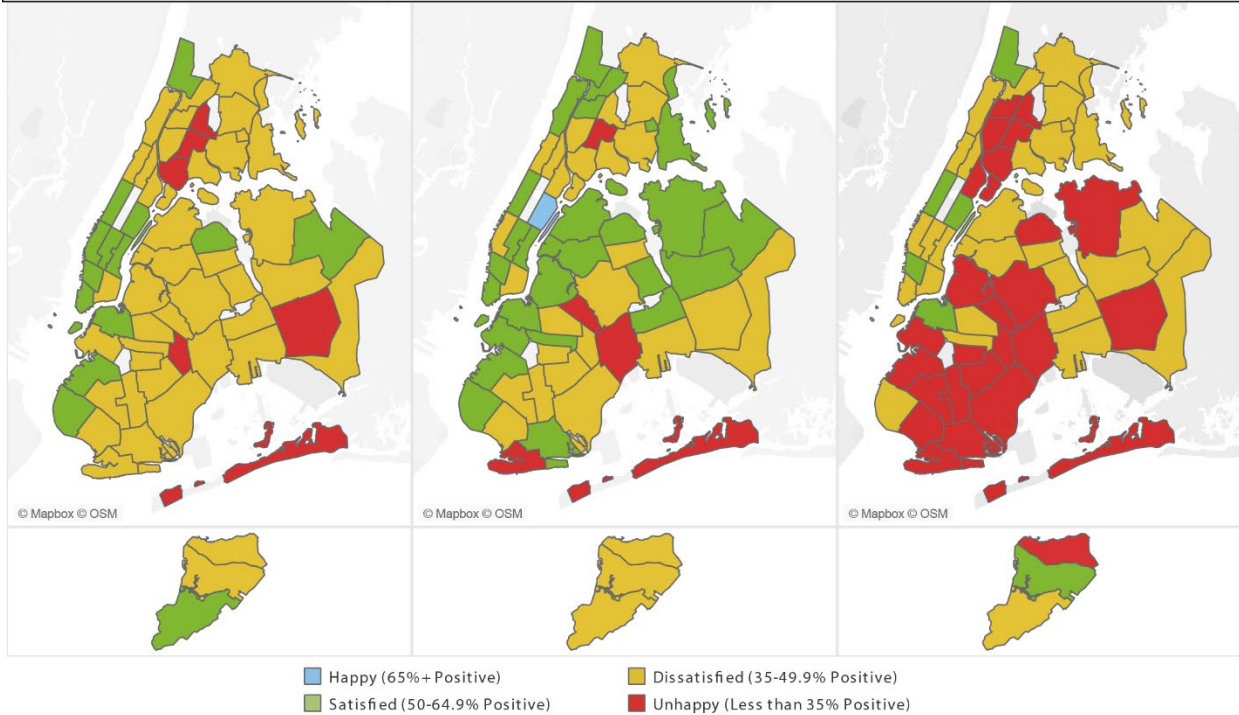 © Mapbox © OSM
© Mapbox © OSM
© Mapbox © OSM
Happy (65%+ Positive)
Dissatisfied (35-49.9% Positive)
Satisfied (50-64.9% Positive)
Unhappy (Less than 35% Positive)